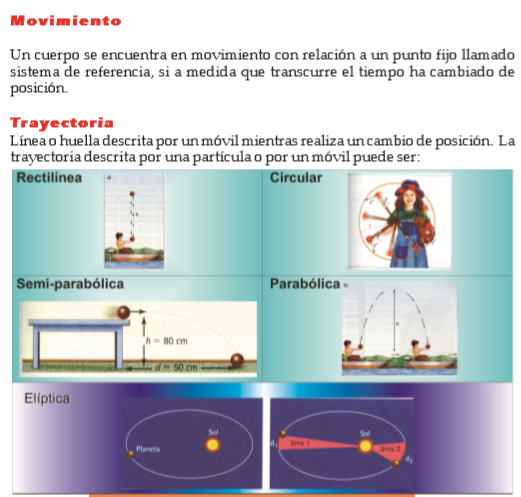 Movimiento
Un cuerpo se encuentra en movimiento con relación a un punto fijo llamado
sistema de referencia, si a medida que transcurre el tiempo ha cambiado de
posición.
Trayectoria
Línea o huella descrita por un móvil mientras realiza un cambio de posición. La
trayectoria descrita por una partícula o por un móvil puede ser:
Rectilínea
Circular
Semi-parabólica
h = 80 cm
d = 50 cm
Parabólica
Elíptica
Sol
Planeta
Sol
d₁
área 1
área 2
d₂